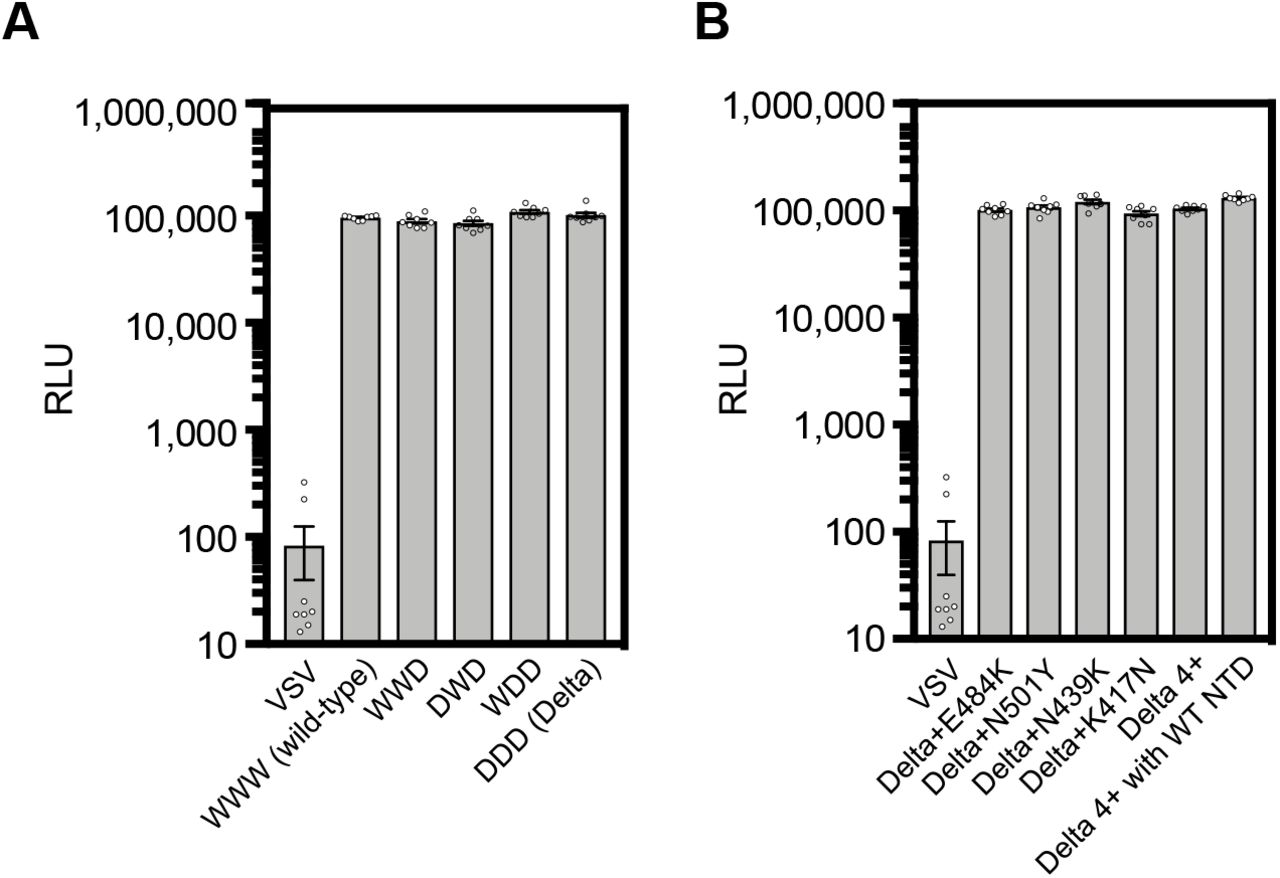 A
B
1,000,000
100,000
10,000
1,000
100
10
RLU
VSV
WWW (wild-type)
WWD
DWD
WDD
DDD (Delta)
1,000,000
100,000
10,000
1,000
100
10
RLU
VSV
Delta+E484K
Delta+N501Y
Delta+N439K
Delta+K417N
Delta 4+
Delta 4+ with WT NTD